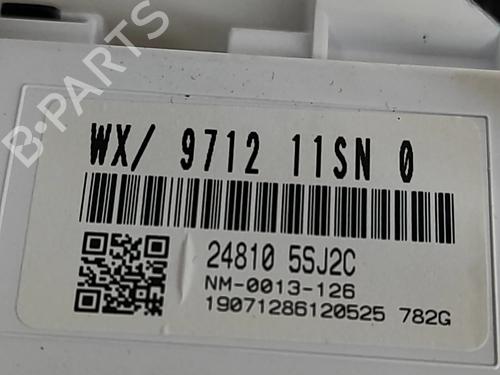 B-PARTS
WX/ 9712 11SN 0
24810 5SJ2C
NM-0013-126
19071286120525 782G